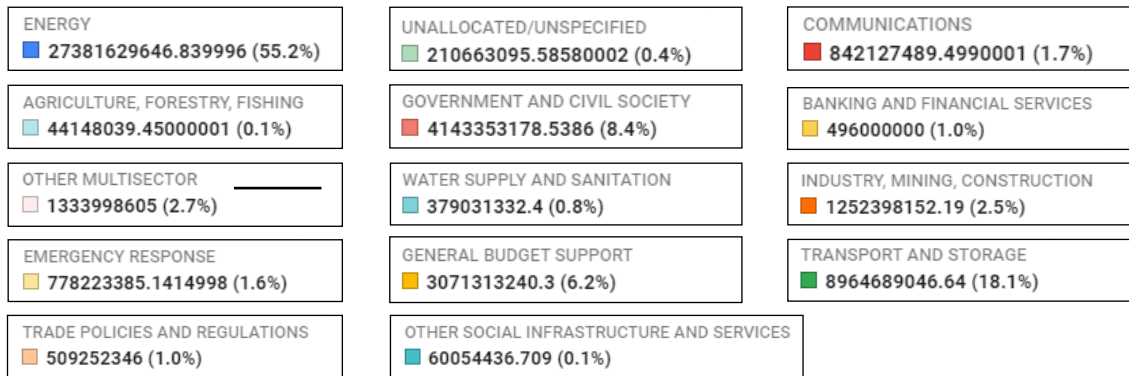 ENERGY
27381629646.839996 (55.2%)
UNALLOCATED/UNSPECIFIED
210663095.58580002 (0.4%)
COMMUNICATIONS
842127489.4990001 (1.7%)
AGRICULTURE, FORESTRY, FISHING
44148039.45000001 (0.1%)
GOVERNMENT AND CIVIL SOCIETY
4143353178.5386 (8.4%)
BANKING AND FINANCIAL SERVICES
496000000 (1.0%)
OTHER MULTISECTOR
1333998605 (2.7%)
WATER SUPPLY AND SANITATION
379031332.4 (0.8%)
INDUSTRY, MINING, CONSTRUCTION
1252398152.19 (2.5%)
EMERGENCY RESPONSE
778223385.1414998 (1.6%)
GENERAL BUDGET SUPPORT
3071313240.3 (6.2%)
TRANSPORT AND STORAGE
8964689046.64 (18.1%)
TRADE POLICIES AND REGULATIONS
509252346 (1.0%)
OTHER SOCIAL INFRASTRUCTURE AND SERVICES
60054436.709 (0.1%)